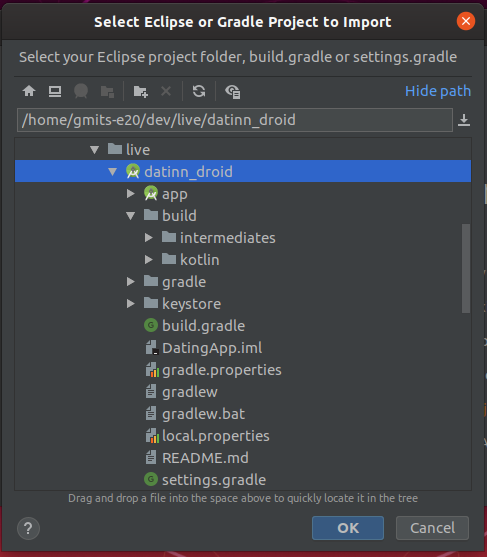 Select Eclipse or Gradle Project to Import
Select your Eclipse project folder, build.gradle or settings.gradle
Hide path
/home/gmits-e20/dev/live/datinn_droid
live
datinn_droid
app
build
intermediates
kotlin
gradle
keystore
build.gradle
DatingApp.iml
gradle.properties
gradlew
gradlew.bat
local.properties
README.md
settings.gradle
Drag and drop a file into the space above to quickly locate it in the tree
? OK Cancel